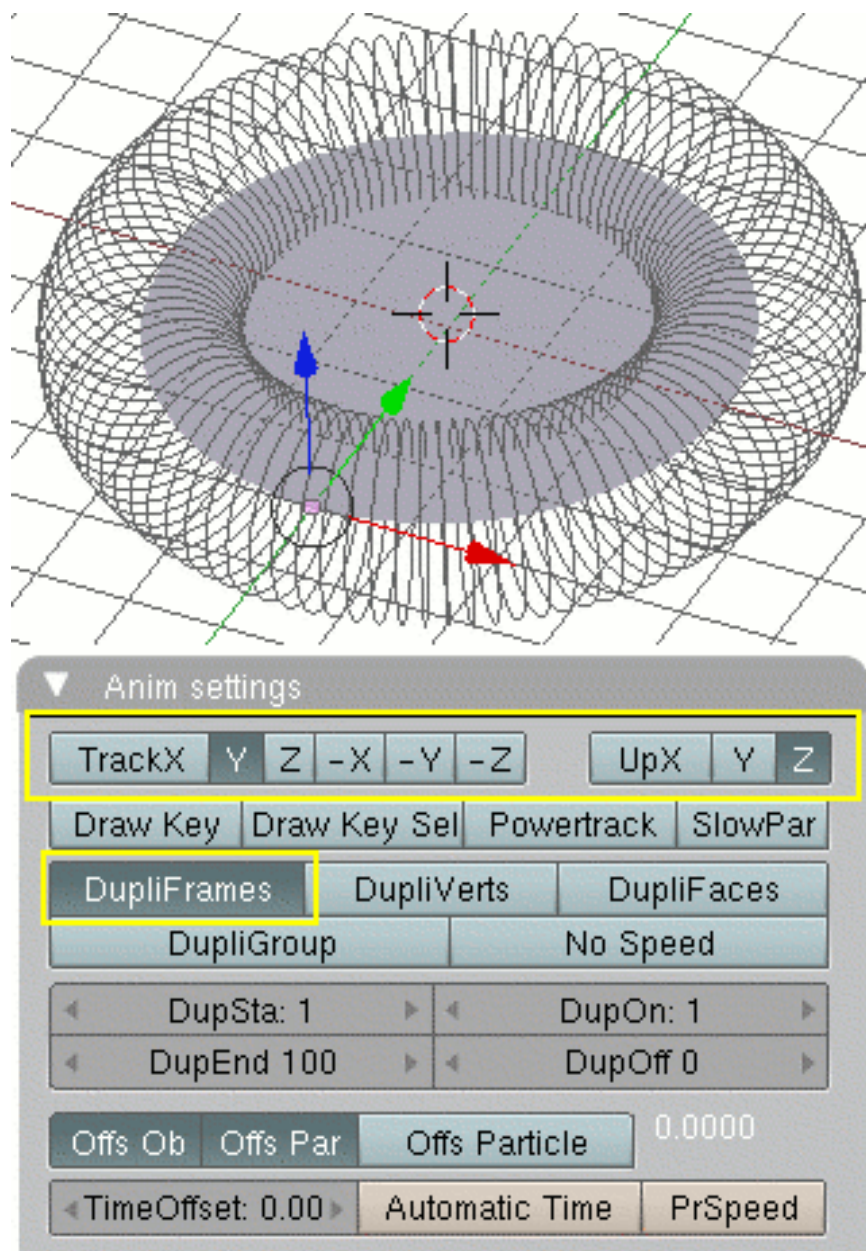 Anim settings
TrackX Y Z -X -Y -Z UpX Y Z
Draw Key Draw Key Sel Powertrack SlowPar
DupliFrames DupliVerts DupliFaces
DupliGroup No Speed
DupSta: 1 DupOn: 1
DupEnd 100 DupOff 0
Offs Ob Offs Par Offs Particle 0.0000
TimeOffset: 0.00 Automatic Time PrSpeed